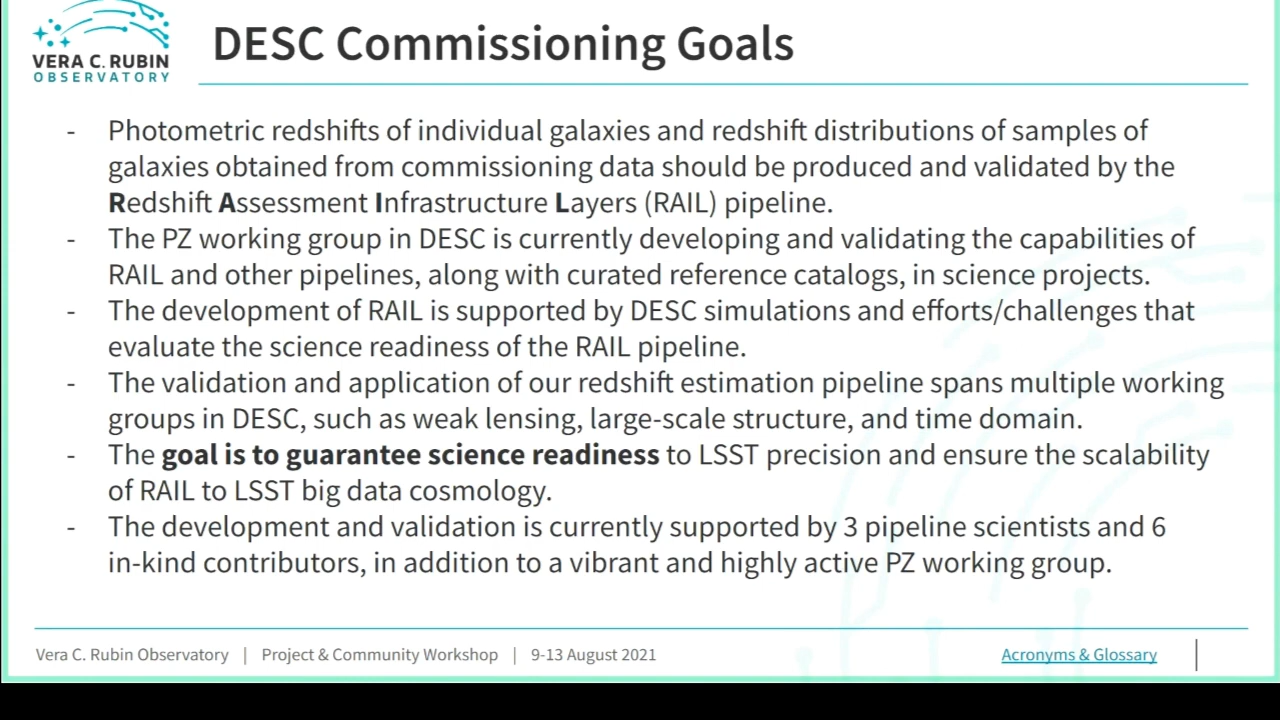 VERA C. RUBIN
OBSERVATORY
DESC Commissioning Goals
- Photometric redshifts of individual galaxies and redshift distributions of samples of
galaxies obtained from commissioning data should be produced and validated by the
Redshift Assessment Infrastructure Layers (RAIL) pipeline.
- The PZ working group in DESC is currently developing and validating the capabilities of
RAIL and other pipelines, along with curated reference catalogs, in science projects.
- The development of RAIL is supported by DESC simulations and efforts/challenges that
evaluate the science readiness of the RAIL pipeline.
- The validation and application of our redshift estimation pipeline spans multiple working
groups in DESC, such as weak lensing, large-scale structure, and time domain.
- The goal is to guarantee science readiness to LSST precision and ensure the scalability
of RAIL to LSST big data cosmology.
- The development and validation is currently supported by 3 pipeline scientists and 6
in-kind contributors, in addition to a vibrant and highly active PZ working group.
Vera C. Rubin Observatory | Project & Community Workshop | 9-13 August 2021 Acronyms & Glossary |